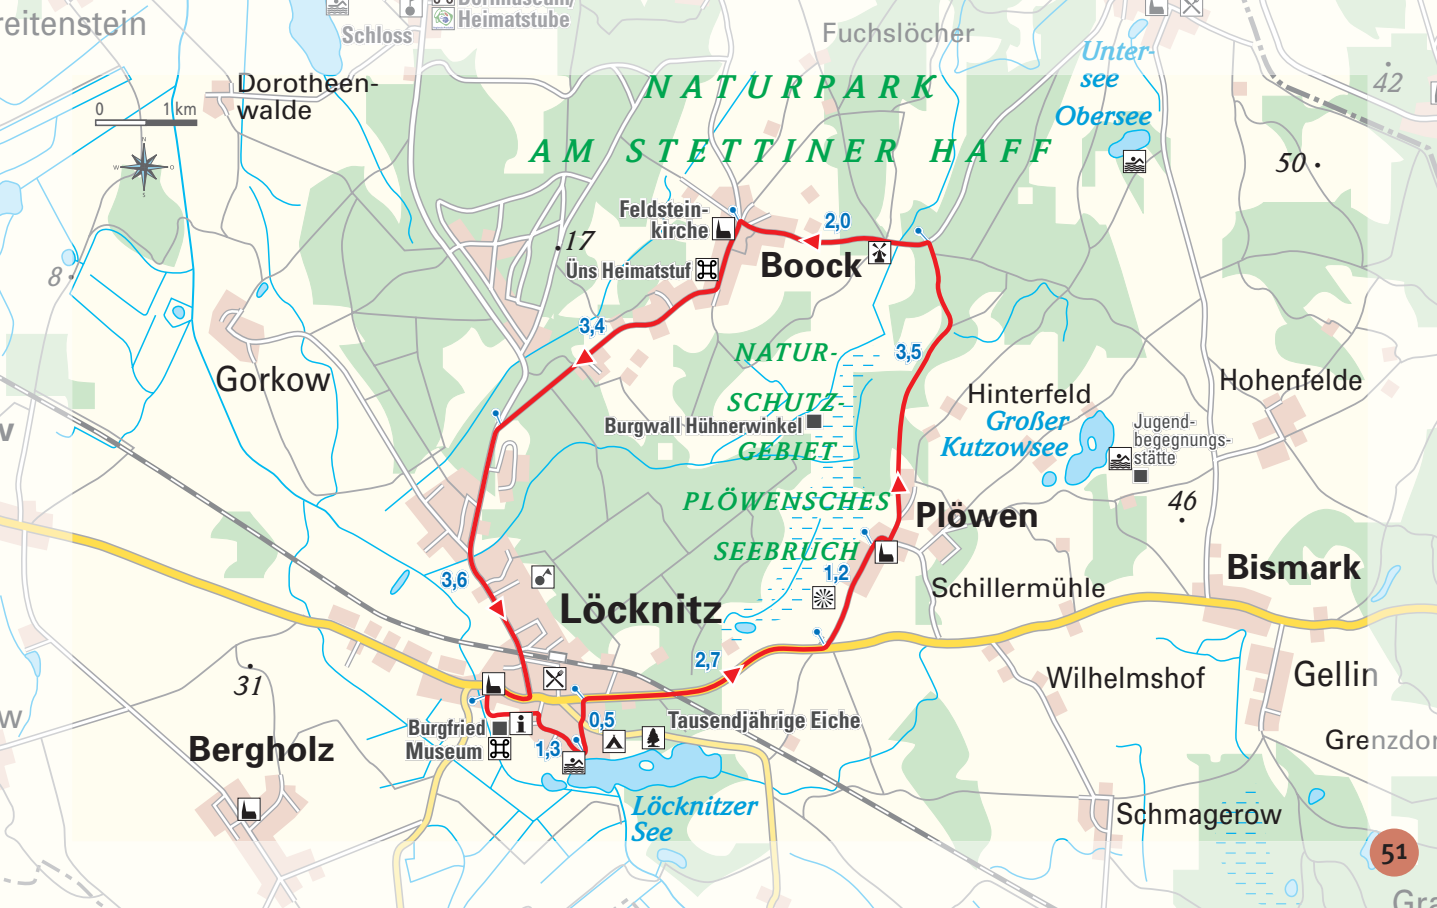 reitenstein
Schloss
Dorfmuseum/
Heimatstube
Fuchslöcher
Unter-
see
Obersee
42
Dorotheen-
walde
0 1 km
N
W O
S
NATURPARK
AM STETTINER HAFF
50
Feldstein-
kirche
2,0
17
Üns Heimatstuf
Boock
8
3,4
NATUR-
3,5
Gorkow
Hinterfeld
Hohenfelde
SCHUTZ-
Burgwall Hühnerwinkel
Großer
Kutzowsee
Jugend-
begegnungs-
stätte
v
GEBIET
PLÖWENSCHES
46
Plöwen
SEEBRUCH
1,2
3,6
Schillermühle
Bismark
Löcknitz
2,7
31
Wilhelmshof
Gellin
w
Burgfried
i
0,5
Tausendjährige Eiche
Museum
1,3
Bergholz
Grenzdor
Löcknitzer
See
Schmagerow
51
Gra